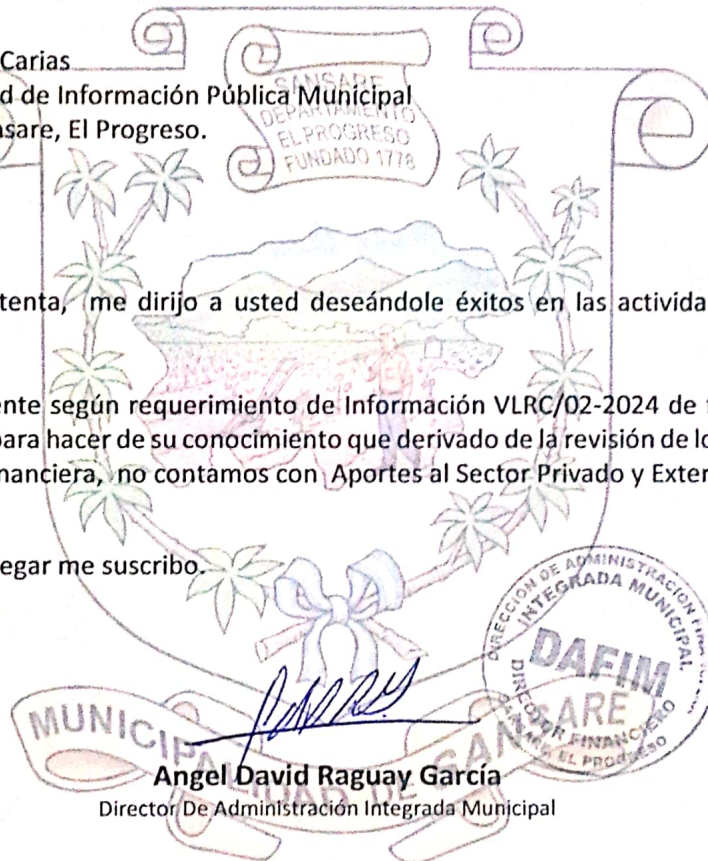 Carias
d de Información Pública Municipal
nsare, El Progreso.
SANSARE
DEPARTAMENTO
EL PROGRESO
FUNDADO 1778
tenta, me dirijo a usted deseándole éxitos en las activida
ente según requerimiento de Información VLRC/02-2024 de f
para hacer de su conocimiento que derivado de la revisión de lo
nanciera, no contamos con Aportes al Sector Privado y Exter
egar me suscribo.
DIRECCION DE ADMINISTRACION
INTEGRADA MUNICIPAL
DAFIM
DIRECTOR FINANCIERO
EL PROGRESO
MUNICIPALIDAD DE SANSARE
Angel David Raguay García
Director De Administración Integrada Municipal